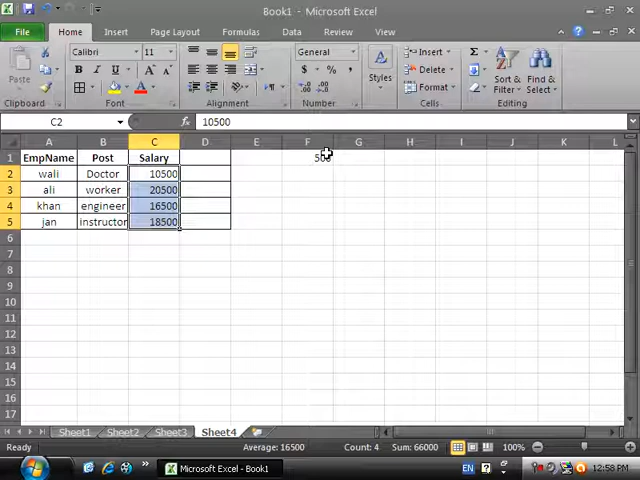 Book1 - Microsoft Excel
File Home Insert Page Layout Formulas Data Review View
Paste Calibri 11 General Styles Insert Delete Format Sort & Filter Find & Select
B I U A A $ % ,
Clipboard Font Alignment Number Cells Editing
C2 fx 10500
A B C D E F G H I J K L
1 EmpName Post Salary
2 wali Doctor 10500
3 ali worker 20500
4 khan engineer 16500
5 jan instructor 18500
6
7
8
9
10
11
12
13
14
15
16
17
Sheet1 Sheet2 Sheet3 Sheet4
Ready Average: 16500 Count: 4 Sum: 66000 100%
Microsoft Excel - Book1 EN 12:58 PM